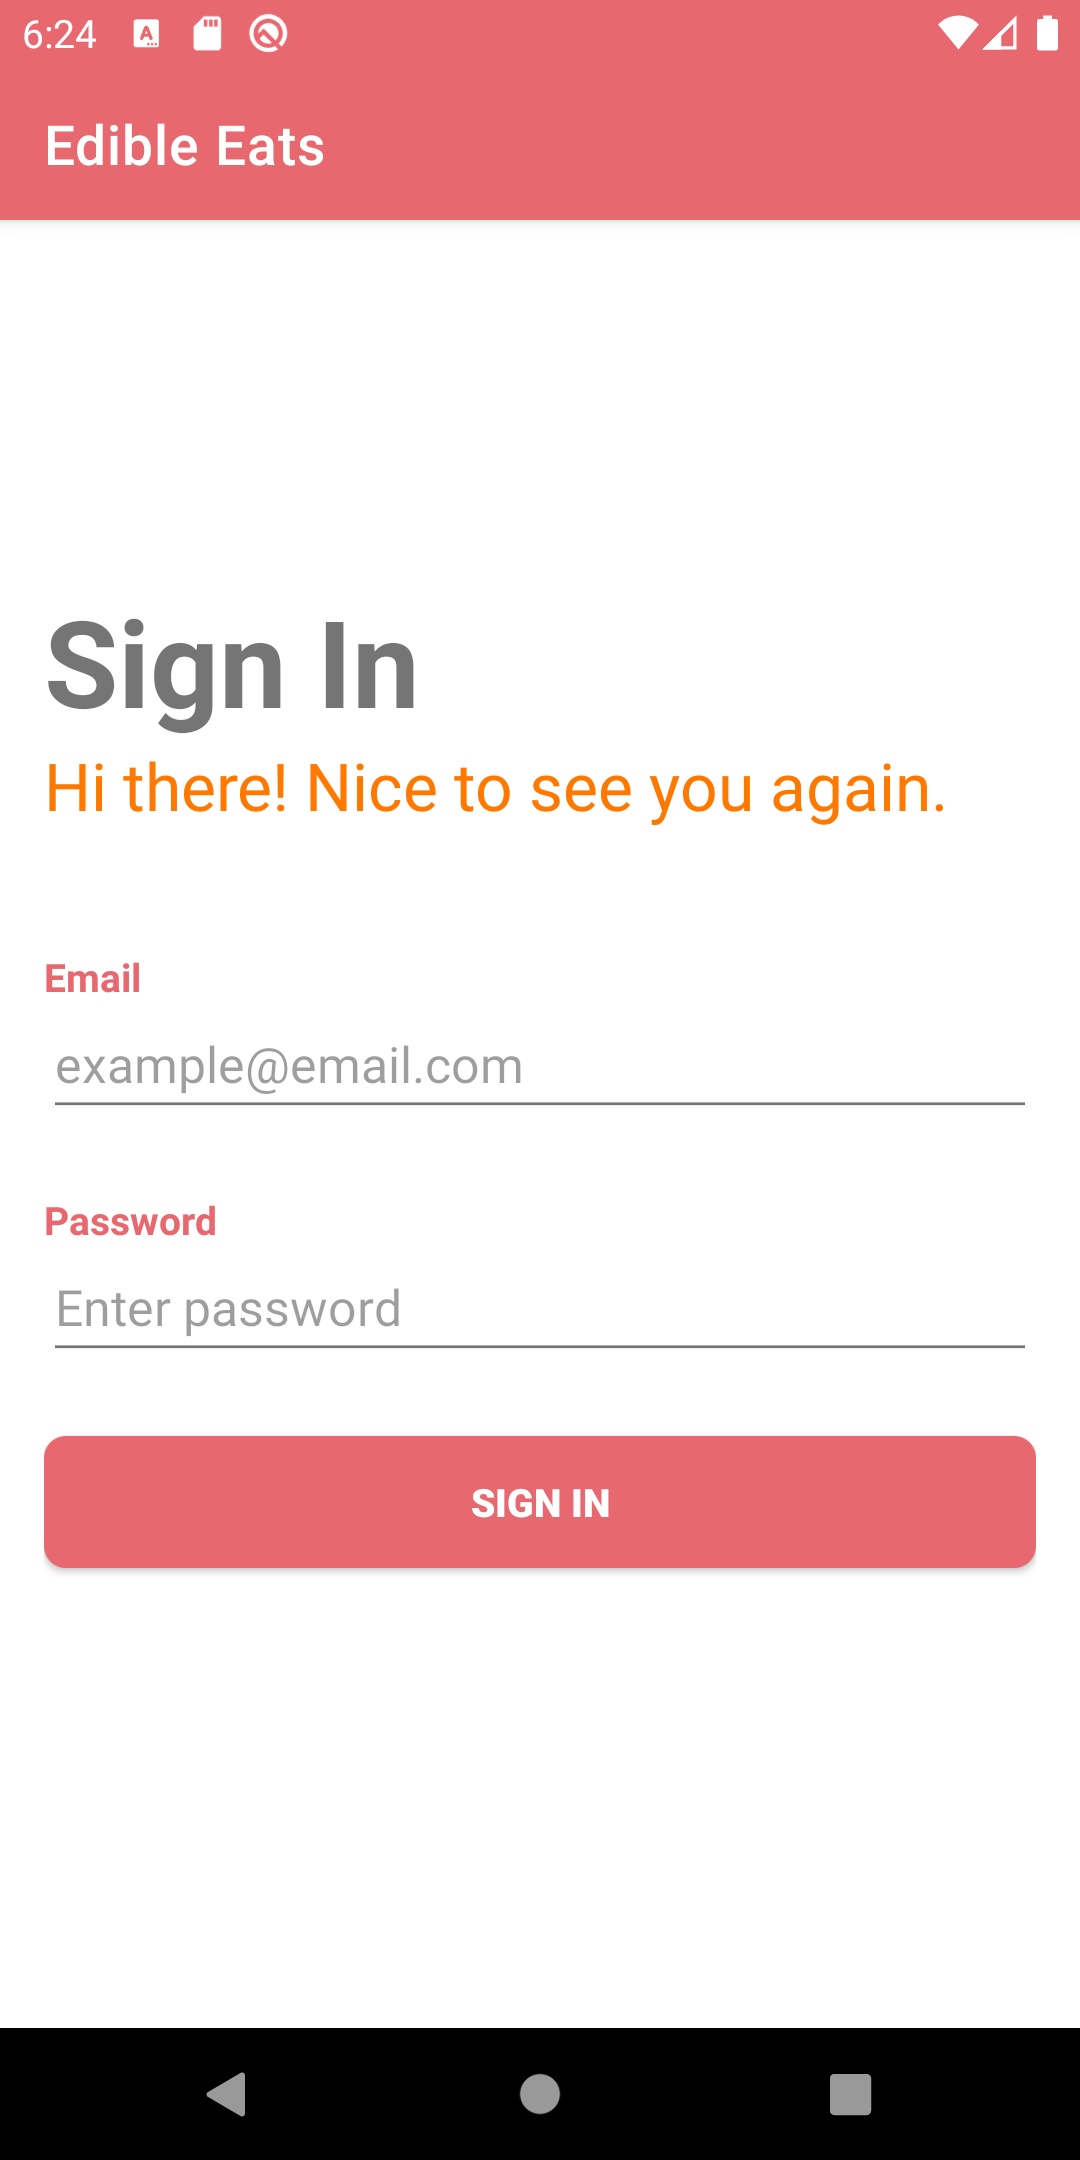 6:24
Edible Eats
Sign In
Hi there! Nice to see you again.
Email
example@email.com
Password
Enter password
SIGN IN